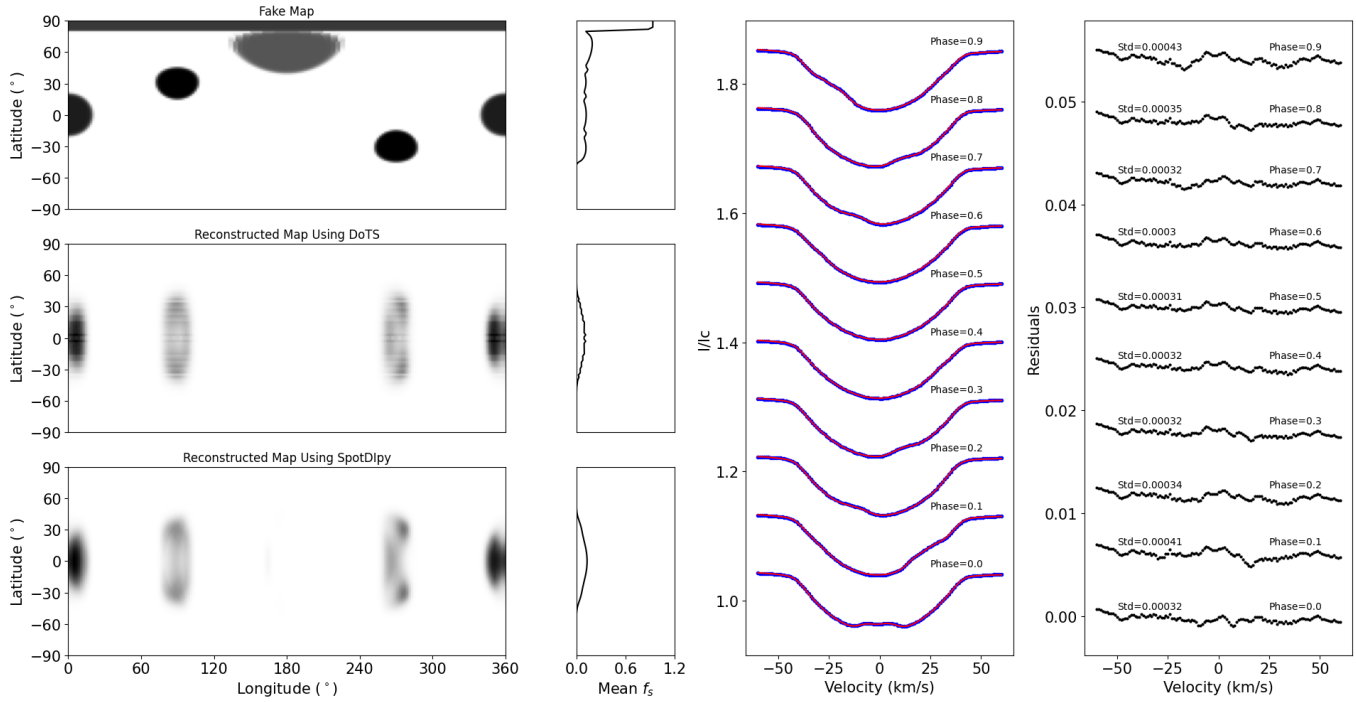 Fake Map
90
60
30
0
−30
−60
−90
Latitude (°)
Reconstructed Map Using DoTS
90
60
30
0
−30
−60
−90
Latitude (°)
Reconstructed Map Using SpotDIpy
90
60
30
0
−30
−60
−90
Latitude (°)
0 60 120 180 240 300 360
Longitude (°)
0.0 0.6 1.2
Mean fs
I/Ic
1.8
1.6
1.4
1.2
1.0
Phase=0.9
Phase=0.8
Phase=0.7
Phase=0.6
Phase=0.5
Phase=0.4
Phase=0.3
Phase=0.2
Phase=0.1
Phase=0.0
−50 −25 0 25 50
Velocity (km/s)
Residuals
0.05
0.04
0.03
0.02
0.01
0.00
Std=0.00043 Phase=0.9
Std=0.00035 Phase=0.8
Std=0.00032 Phase=0.7
Std=0.0003 Phase=0.6
Std=0.00031 Phase=0.5
Std=0.00032 Phase=0.4
Std=0.00032 Phase=0.3
Std=0.00034 Phase=0.2
Std=0.00041 Phase=0.1
Std=0.00032 Phase=0.0
−50 −25 0 25 50
Velocity (km/s)